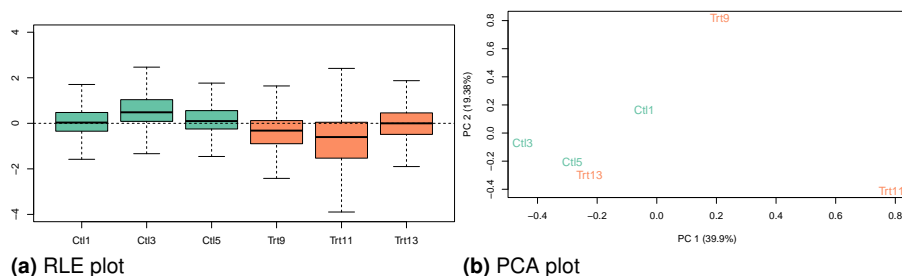 4
2
0
−2
−4
Ctl1 Ctl3 Ctl5 Trt9 Trt11 Trt13
(a) RLE plot
PC 2 (19.38%)
0.8
0.6
0.4
0.2
0.0
−0.2
−0.4
Trt9
Ctl1
Ctl3
Ctl5
Trt13
Trt11
−0.4 −0.2 0.0 0.2 0.4 0.6 0.8
PC 1 (39.9%)
(b) PCA plot